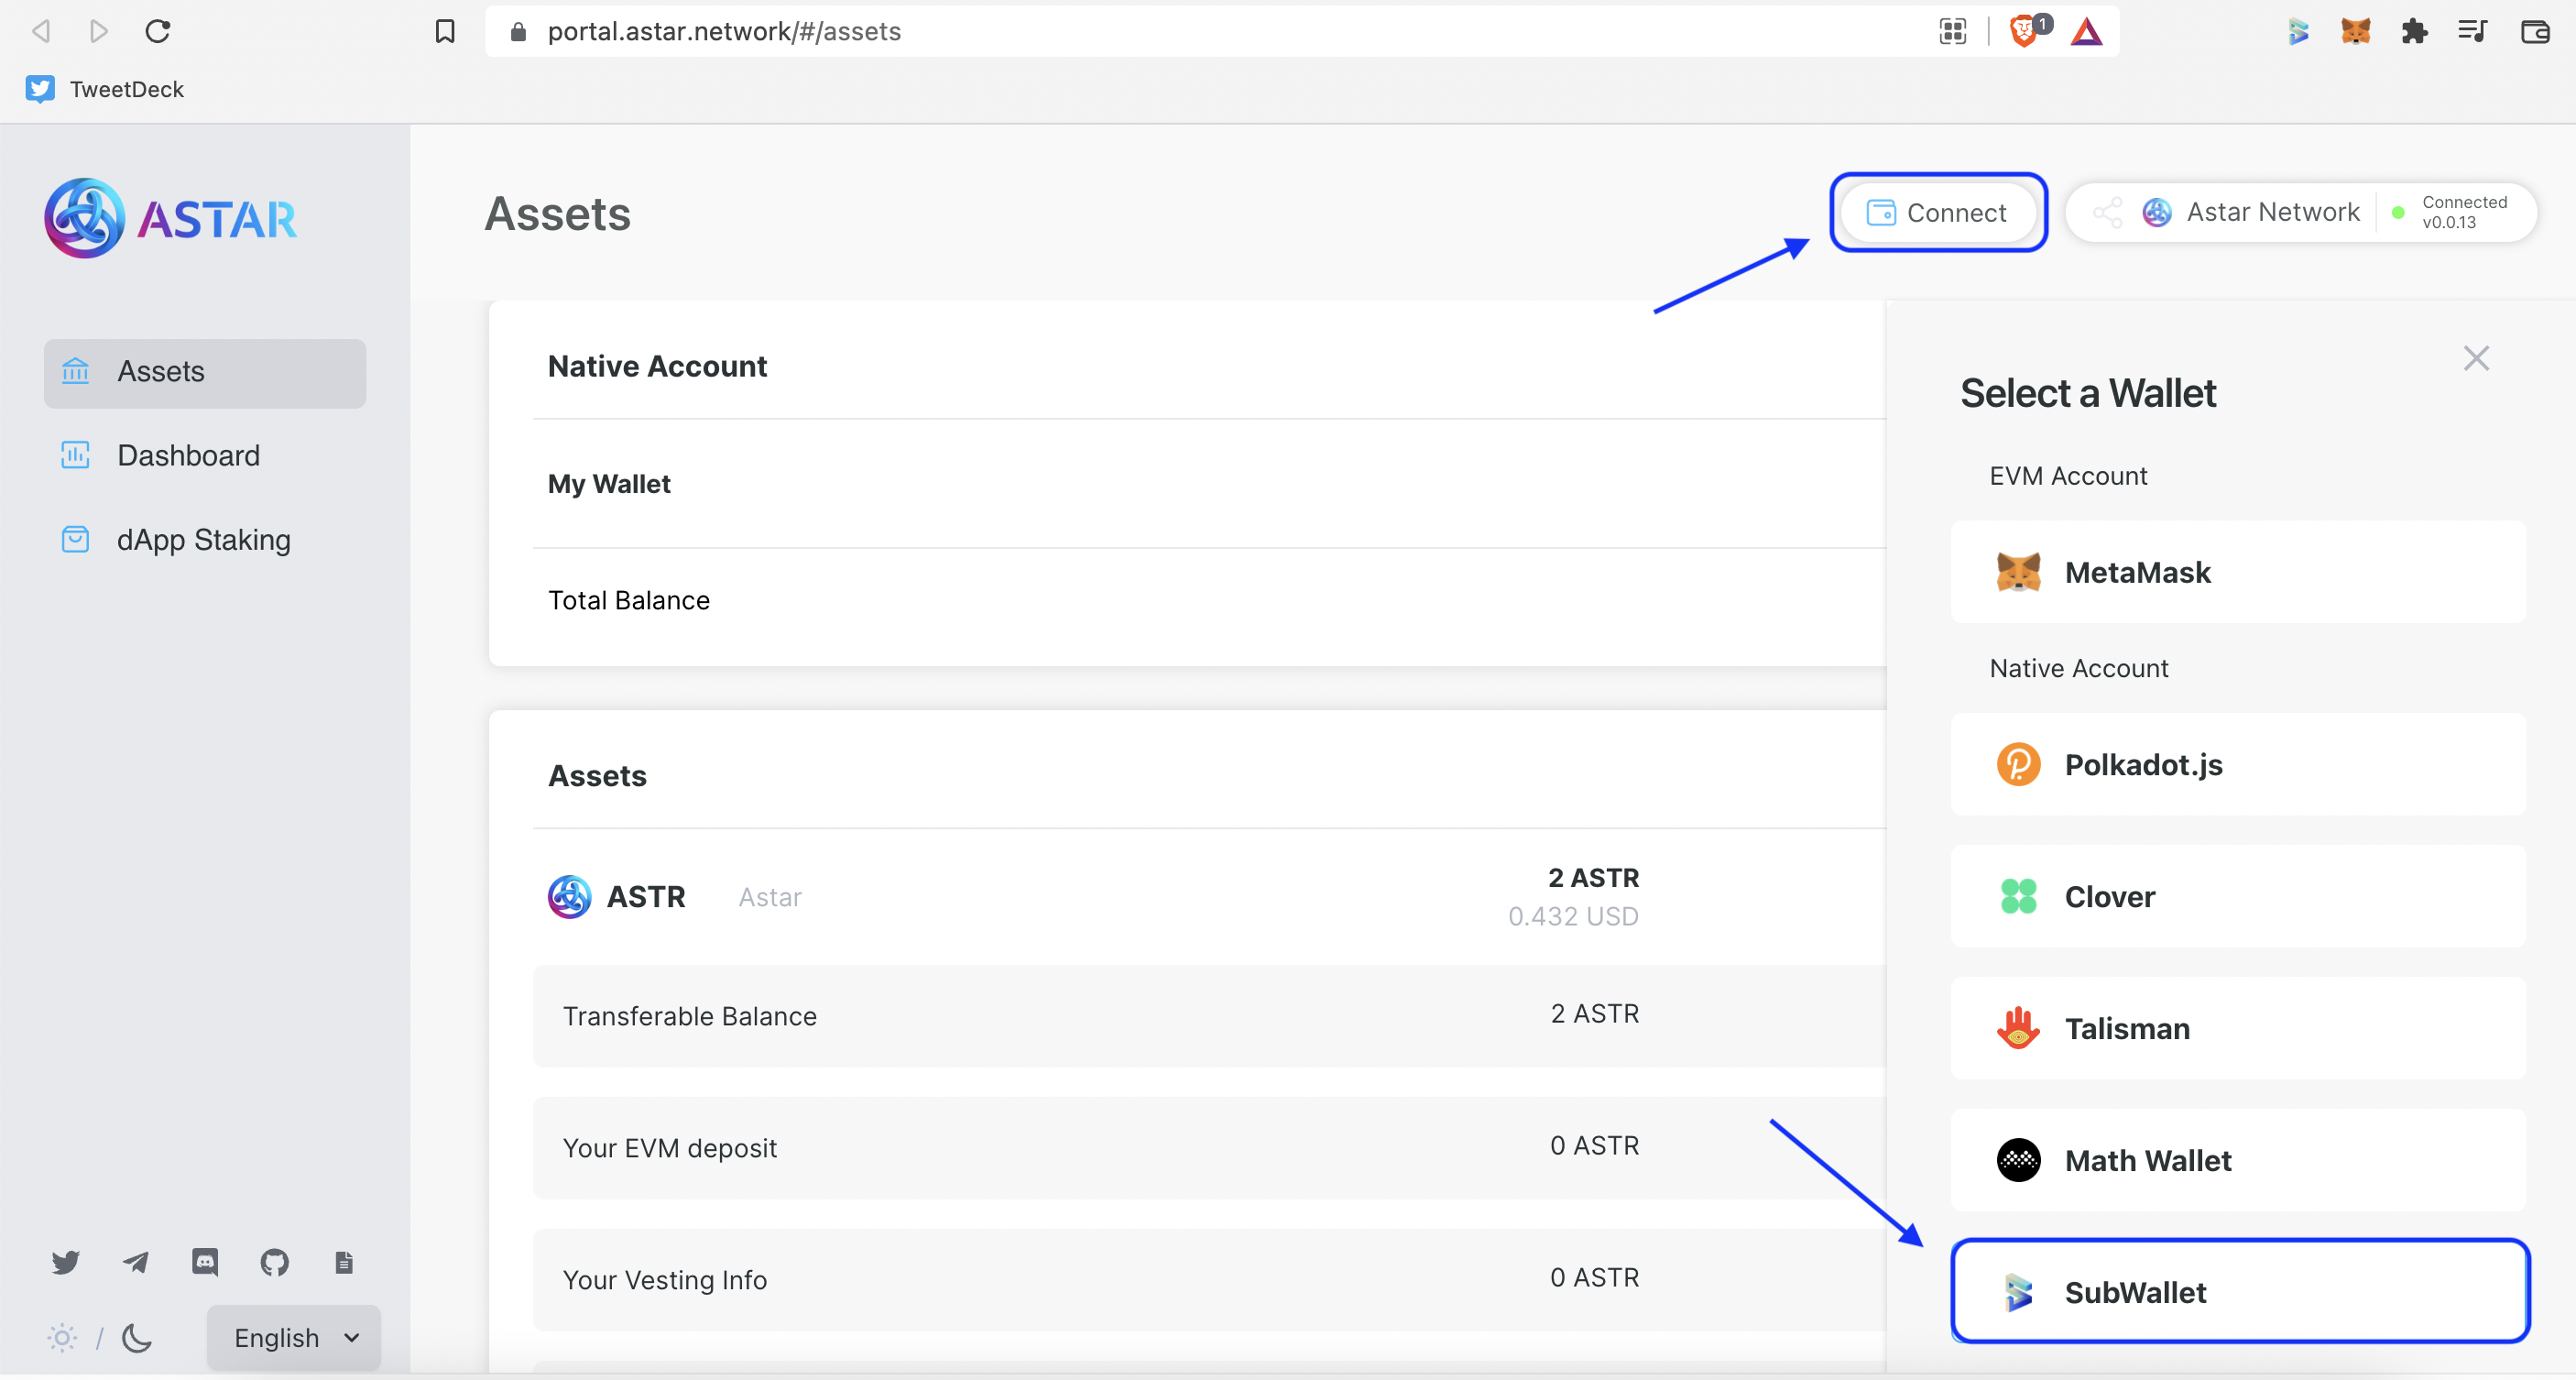 portal.astar.network/#/assets
1
TweetDeck
ASTAR
Assets
Dashboard
dApp Staking
/
English
Assets
Connect
Astar Network
Connected
v0.0.13
Native Account
My Wallet
Total Balance
Assets
ASTR Astar
2 ASTR
0.432 USD
Transferable Balance 2 ASTR
Your EVM deposit 0 ASTR
Your Vesting Info 0 ASTR
Select a Wallet
EVM Account
MetaMask
Native Account
Polkadot.js
Clover
Talisman
Math Wallet
SubWallet